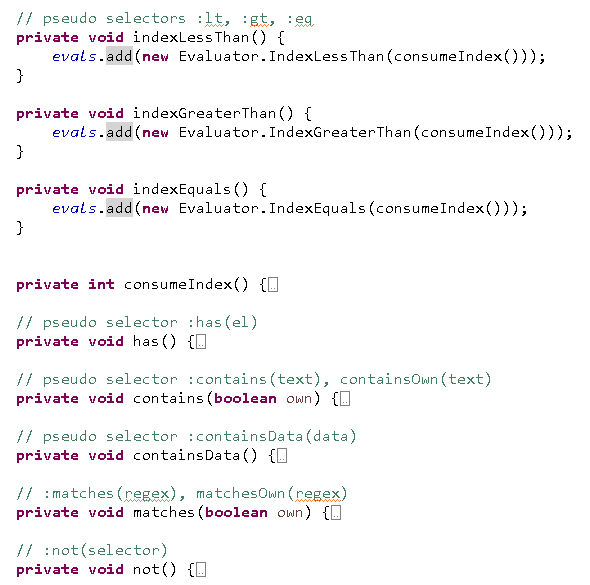 // pseudo selectors :lt, :gt, :eq
private void indexLessThan() {
    evals.add(new Evaluator.IndexLessThan(consumeIndex()));
}
private void indexGreaterThan() {
    evals.add(new Evaluator.IndexGreaterThan(consumeIndex()));
}
private void indexEquals() {
    evals.add(new Evaluator.IndexEquals(consumeIndex()));
}
private int consumeIndex() {
// pseudo selector :has(el)
private void has() {
// pseudo selector :contains(text), containsOwn(text)
private void contains(boolean own) {
// pseudo selector :containsData(data)
private void containsData() {
// :matches(regex), matchesOwn(regex)
private void matches(boolean own) {
// :not(selector)
private void not() {